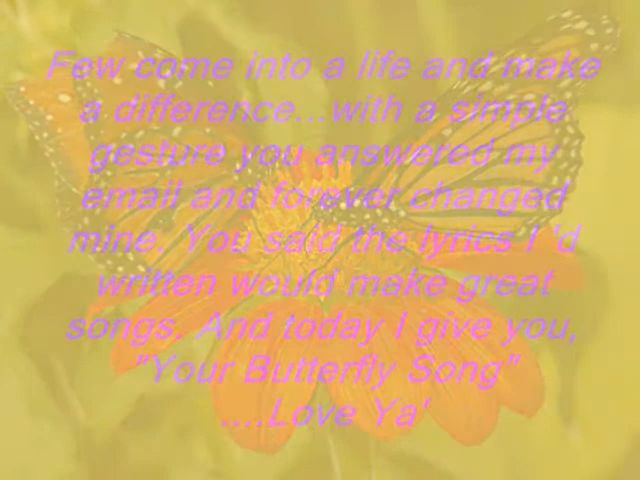 Few come into a life and make
a difference...with a simple
gesture you answered my
email and forever changed
mine. You said the lyrics I 'd
written would make great
songs. And today I give you,
"Your Butterfly Song"
....Love Ya'